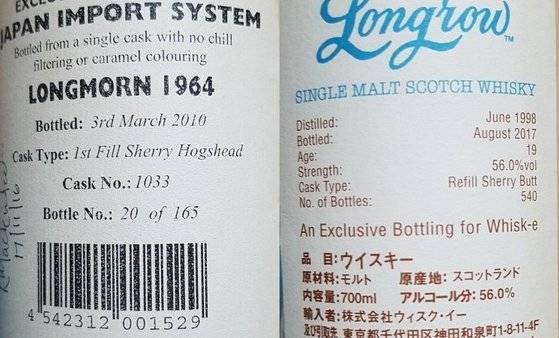 JAPAN IMPORT SYSTEM
Bottled from a single cask with no chill
filtering or caramel colouring
LONGMORN 1964
Bottled: 3rd March 2010
Cask Type: 1st Fill Sherry Hogshead
Cask No.: 1033
Bottle No.: 20 of 165
4 542312 001529
Longrow™
SINGLE MALT SCOTCH WHISKY
Distilled: June 1998
Bottled: August 2017
Age: 19
Strength: 56.0%vol
Cask Type: Refill Sherry Butt
No. of Bottles: 540
An Exclusive Bottling for Whisk-e
品 目:ウイスキー
原材料:モルト 原産地: スコットランド
内容量:700ml アルコール分: 56.0%
輸入者:株式会社ウィスク・イー
及び引取先 東京都千代田区神田和泉町1-8-11-4F